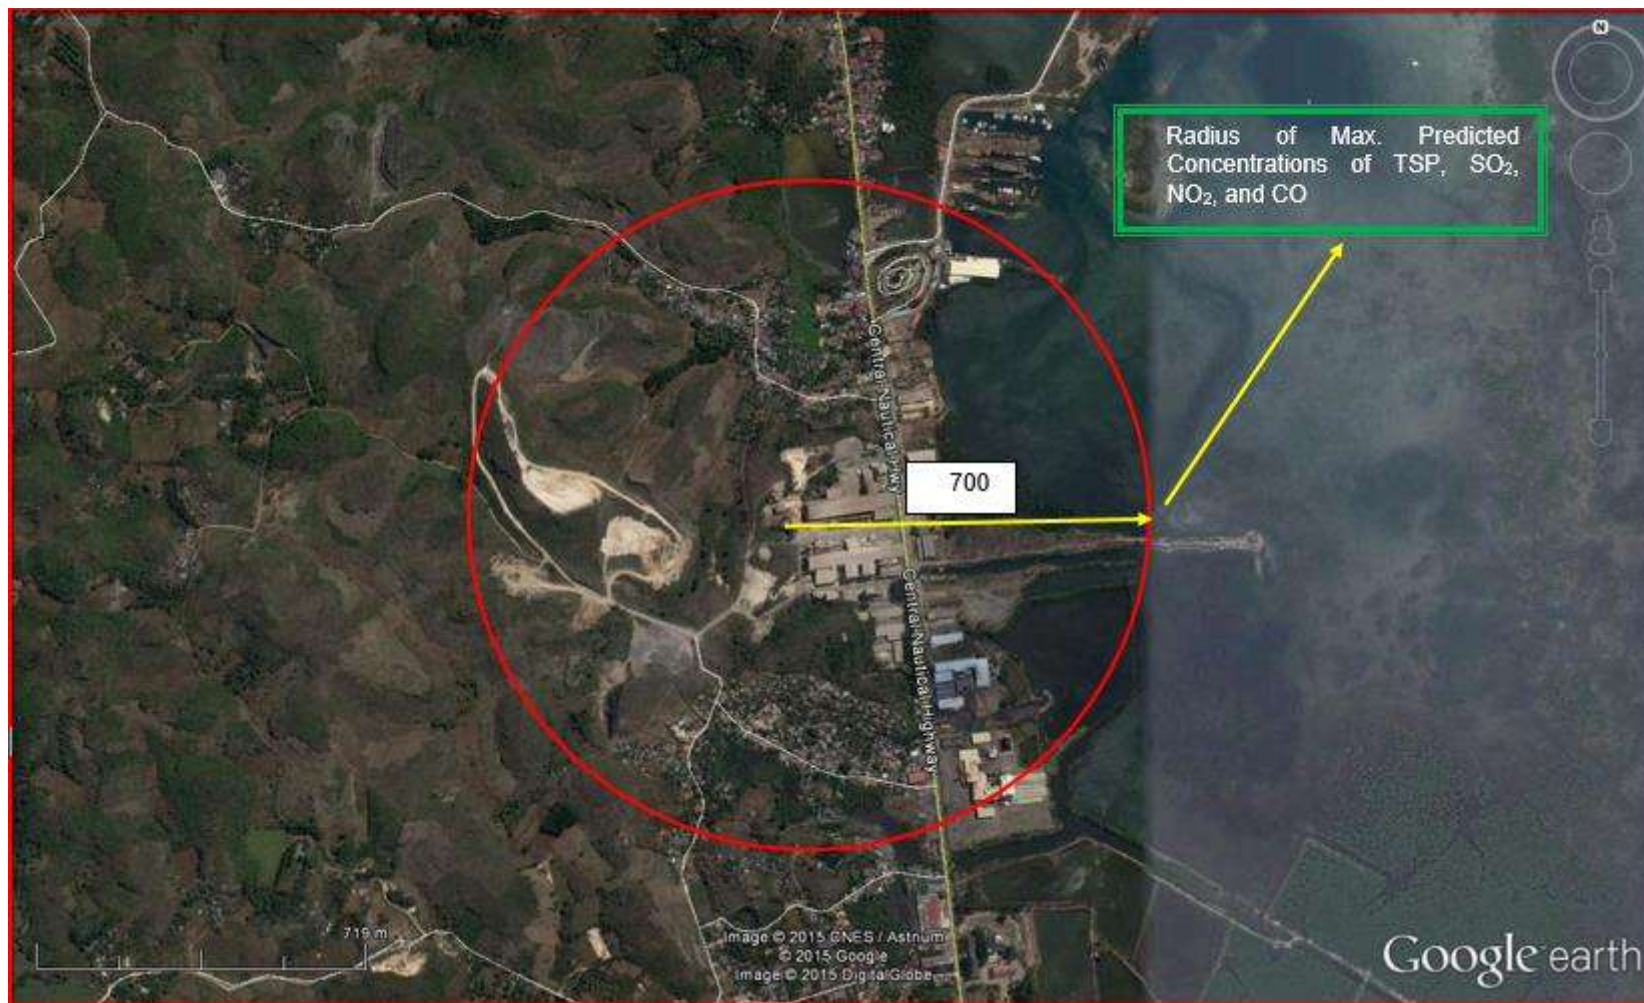 N
Radius of Max. Predicted
Concentrations of TSP, SO₂,
NO₂, and CO
Central Nautical Hwy
700
Central Nautical Highway
719 m
Image © 2015 CNES / Astrium
© 2015 Google
Image © 2015 DigitalGlobe
Google earth